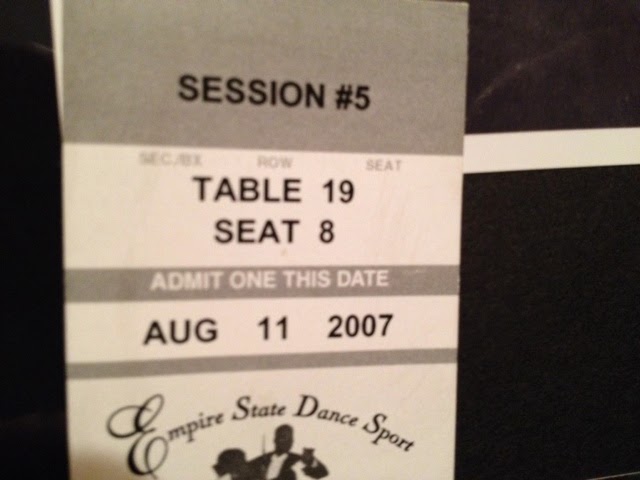 SESSION #5
SEC./BX ROW SEAT
TABLE 19
SEAT 8
ADMIT ONE THIS DATE
AUG 11 2007
Empire State Dance Sport